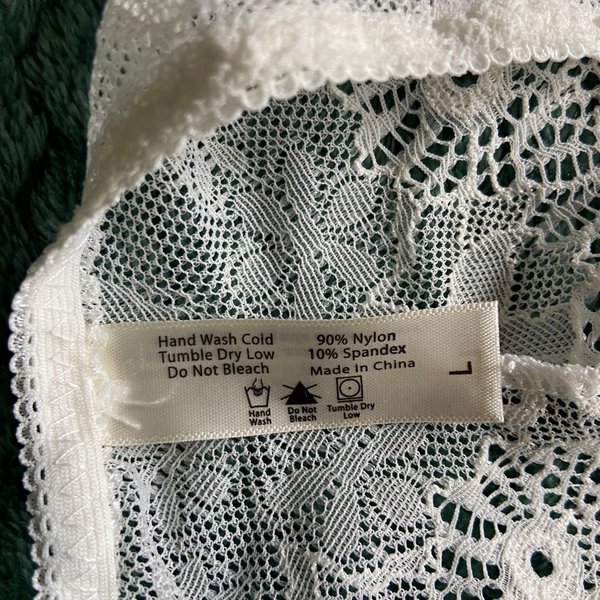 Hand Wash Cold
Tumble Dry Low
Do Not Bleach
90% Nylon
10% Spandex
Made In China
L
Hand
Wash
Do Not
Bleach
Tumble Dry
Low